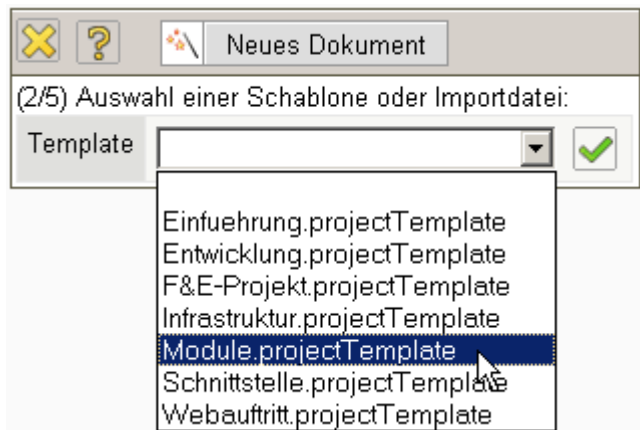 Neues Dokument
(2/5) Auswahl einer Schablone oder Importdatei:
Template
Einfuehrung.projectTemplate
Entwicklung.projectTemplate
F&E-Projekt.projectTemplate
Infrastruktur.projectTemplate
Module.projectTemplate
Schnittstelle.projectTemplate
Webauftritt.projectTemplate